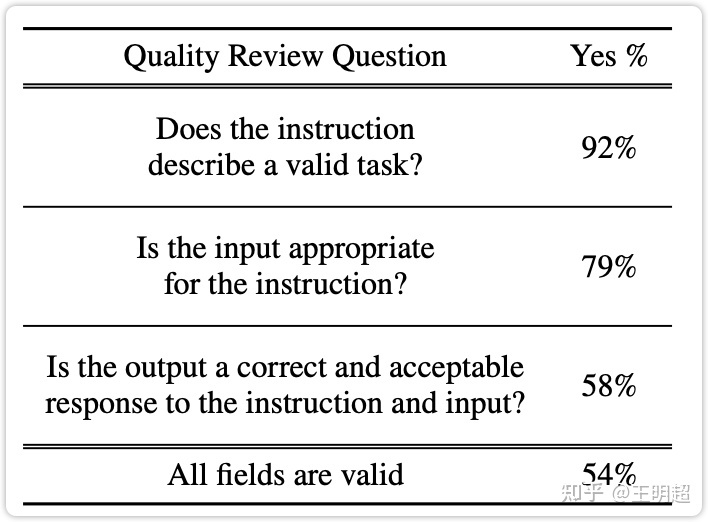 Quality Review Question Yes %
Does the instruction
describe a valid task?
92%
Is the input appropriate
for the instruction?
79%
Is the output a correct and acceptable
response to the instruction and input?
58%
All fields are valid 54%
知乎 @王明超